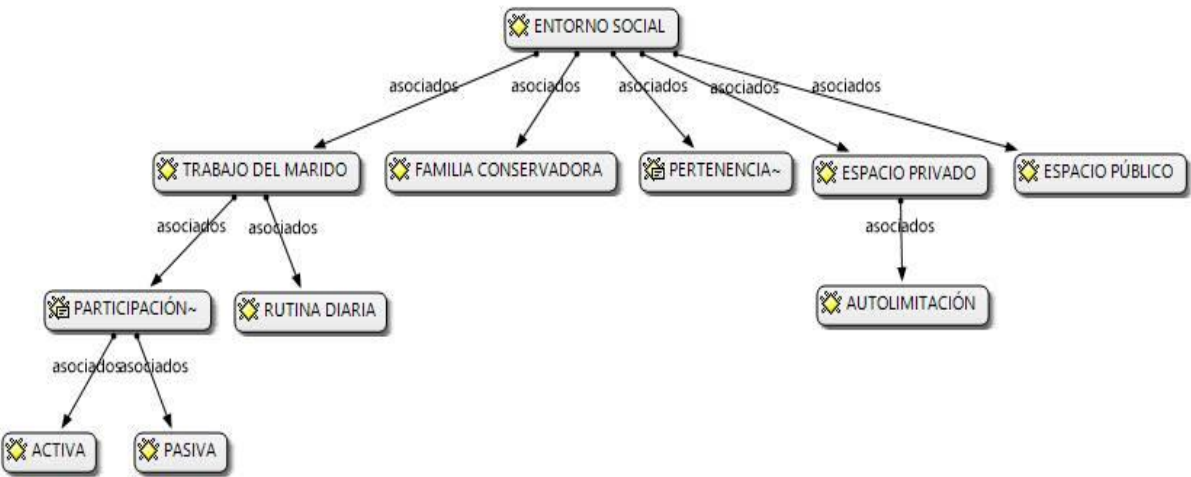 ENTORNO SOCIAL
asociados
asociados
asociados
asociados
asociados
TRABAJO DEL MARIDO
FAMILIA CONSERVADORA
PERTENENCIA~
ESPACIO PRIVADO
ESPACIO PÚBLICO
asociados
asociados
asociados
PARTICIPACIÓN~
RUTINA DIARIA
AUTOLIMITACIÓN
asociados
asociados
ACTIVA
PASIVA